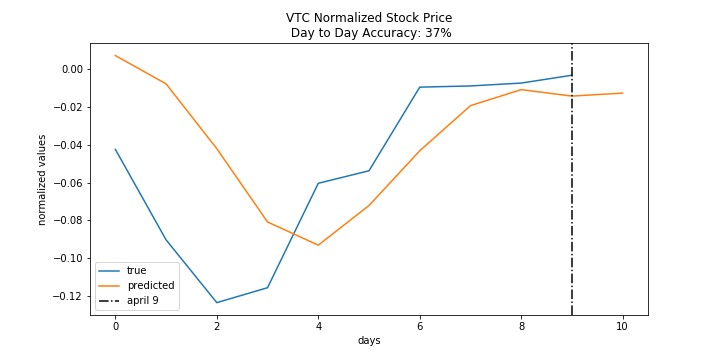 VTC Normalized Stock Price
Day to Day Accuracy: 37%
normalized values
0.00
−0.02
−0.04
−0.06
−0.08
−0.10
−0.12
true
predicted
april 9
0 2 4 6 8 10
days